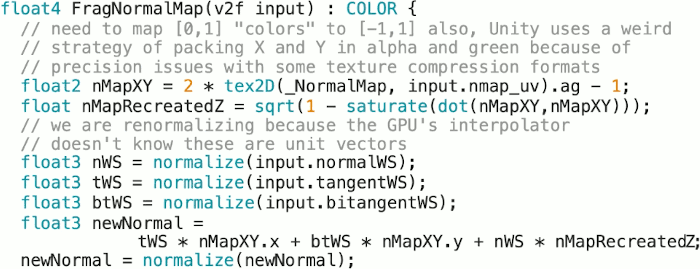 float4 FragNormalMap(v2f input) : COLOR {
// need to map [0,1] "colors" to [-1,1] also, Unity uses a weird
// strategy of packing X and Y in alpha and green because of
// precision issues with some texture compression formats
float2 nMapXY = 2 * tex2D(_NormalMap, input.nmap_uv).ag - 1;
float nMapRecreatedZ = sqrt(1 - saturate(dot(nMapXY,nMapXY)));
// we are renormalizing because the GPU's interpolator
// doesn't know these are unit vectors
float3 nWS = normalize(input.normalWS);
float3 tWS = normalize(input.tangentWS);
float3 btWS = normalize(input.bitangentWS);
float3 newNormal =
tWS * nMapXY.x + btWS * nMapXY.y + nWS * nMapRecreatedZ;
newNormal = normalize(newNormal);